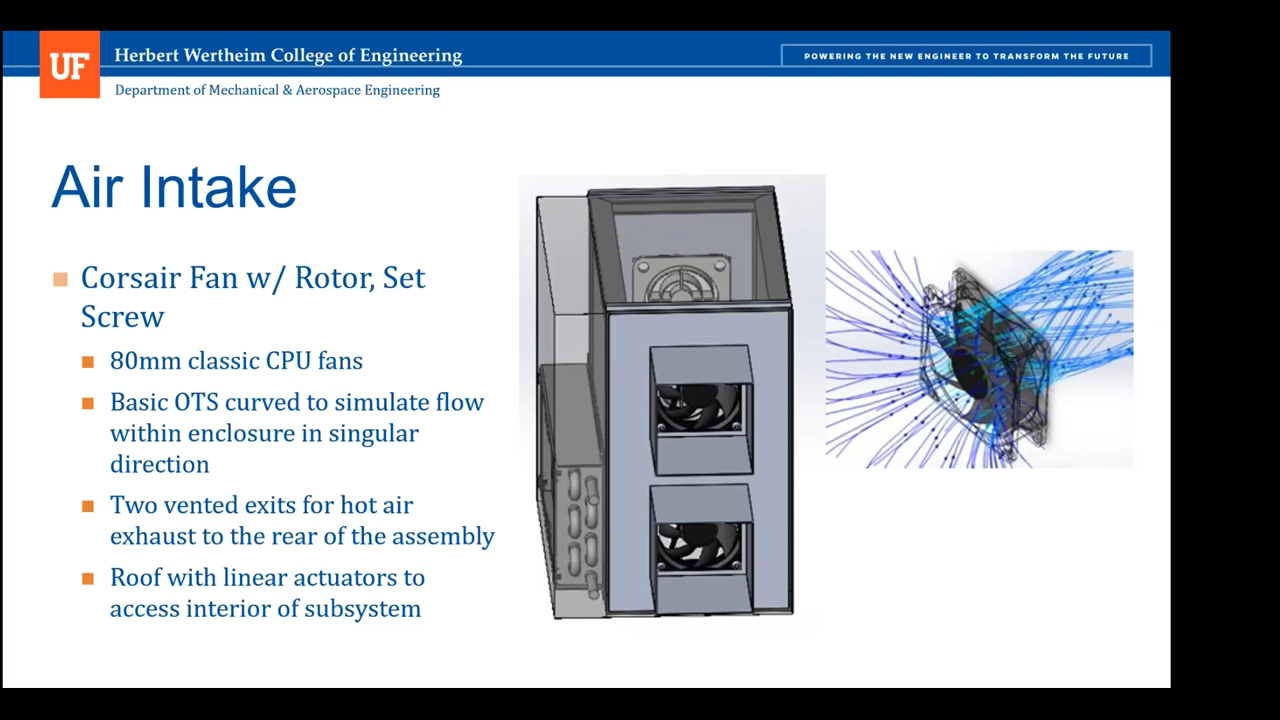 UF
Herbert Wertheim College of Engineering
POWERING THE NEW ENGINEER TO TRANSFORM THE FUTURE
Department of Mechanical & Aerospace Engineering
Air Intake
Corsair Fan w/ Rotor, Set
Screw
80mm classic CPU fans
Basic OTS curved to simulate flow
within enclosure in singular
direction
Two vented exits for hot air
exhaust to the rear of the assembly
Roof with linear actuators to
access interior of subsystem